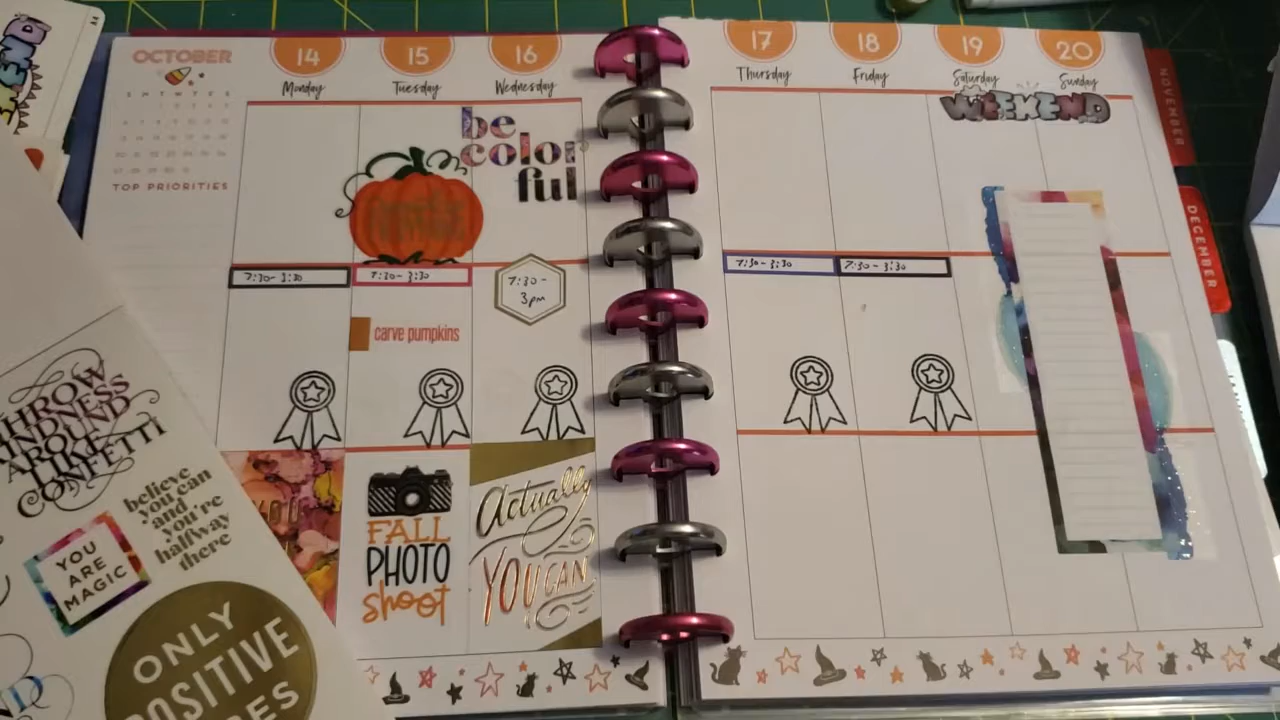 OCTOBER
S M T W T F S
TOP PRIORITIES
14
Monday
15
Tuesday
16
Wednesday
17
Thursday
18
Friday
19
Saturday
20
Sunday
WEEKEND
be
color
ful
7:30-3:30
7:30-3:30
7:30-
3pm
7:30-3:30
7:30-3:30
carve pumpkins
FALL
PHOTO
shoot
Actually
YOU CAN
YOU
THROW
KINDNESS
AROUND
LIKE
CONFETTI
believe
you can
and
you're
halfway
there
YOU
ARE
MAGIC
ONLY
POSITIVE
NOVEMBER
DECEMBER